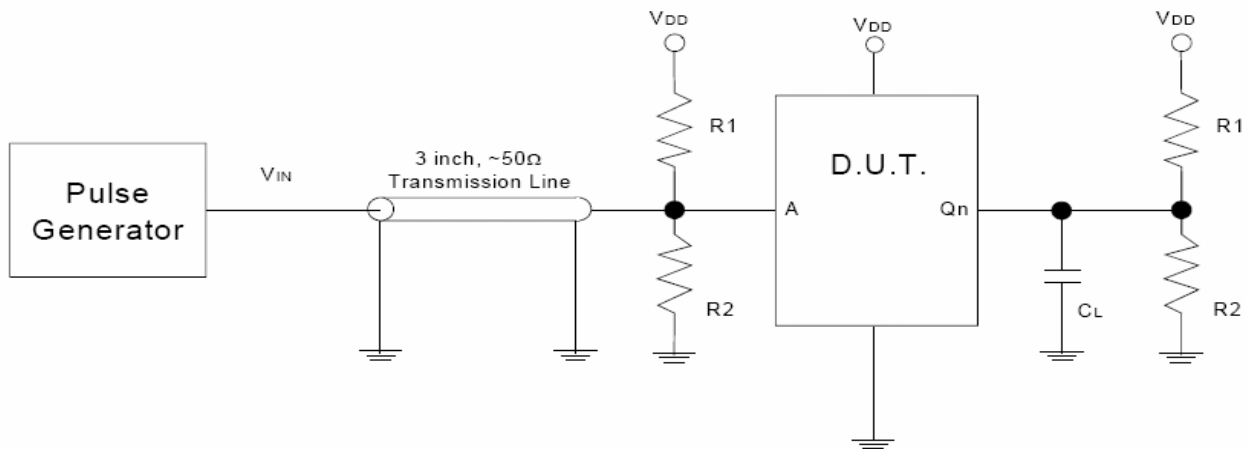 VDD
VDD
VDD
R1
R1
3 inch, ~50Ω
Transmission Line
D.U.T.
VIN
Pulse
Generator
A
Qn
R2
CL
R2